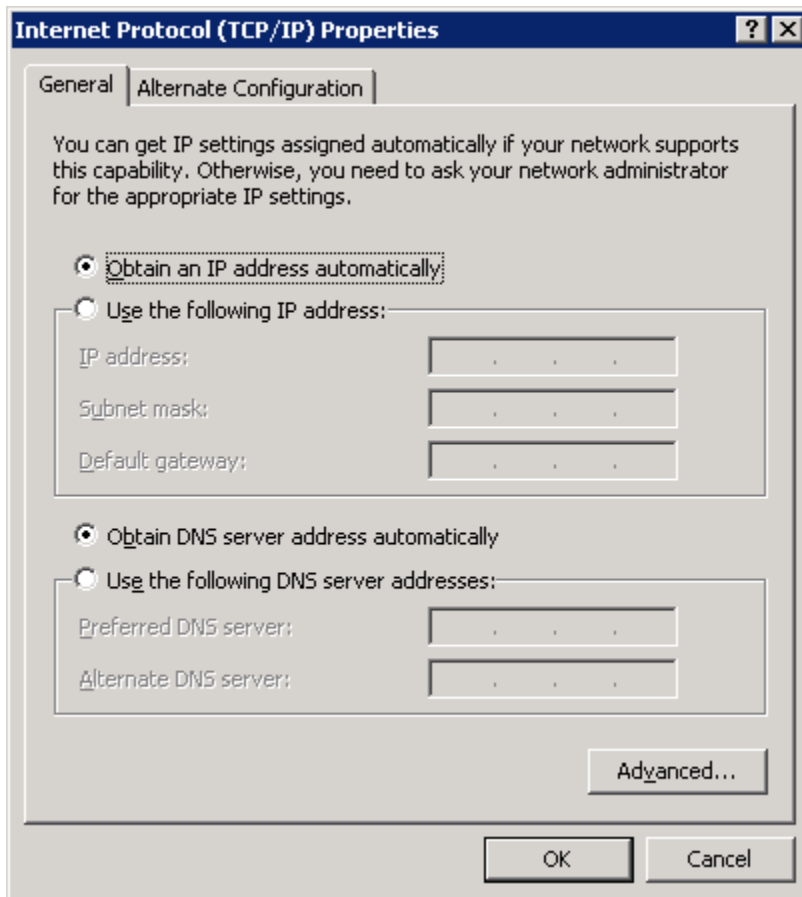 Internet Protocol (TCP/IP) Properties
General
Alternate Configuration
You can get IP settings assigned automatically if your network supports
this capability. Otherwise, you need to ask your network administrator
for the appropriate IP settings.
Obtain an IP address automatically
Use the following IP address:
IP address:
Subnet mask:
Default gateway:
Obtain DNS server address automatically
Use the following DNS server addresses:
Preferred DNS server:
Alternate DNS server:
Advanced...
OK
Cancel